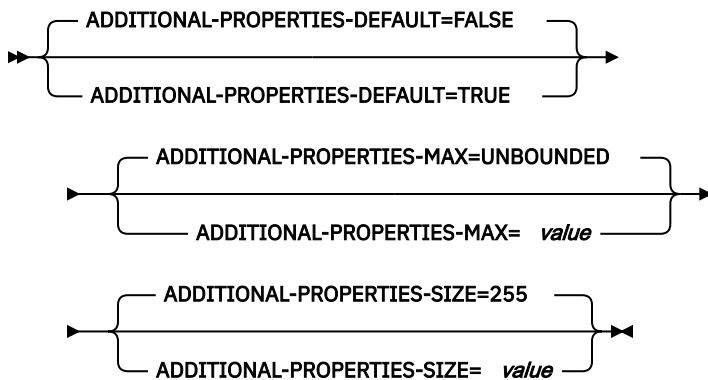 ADDITIONAL-PROPERTIES-DEFAULT=FALSE
ADDITIONAL-PROPERTIES-DEFAULT=TRUE
ADDITIONAL-PROPERTIES-MAX=UNBOUNDED
ADDITIONAL-PROPERTIES-MAX= value
ADDITIONAL-PROPERTIES-SIZE=255
ADDITIONAL-PROPERTIES-SIZE= value